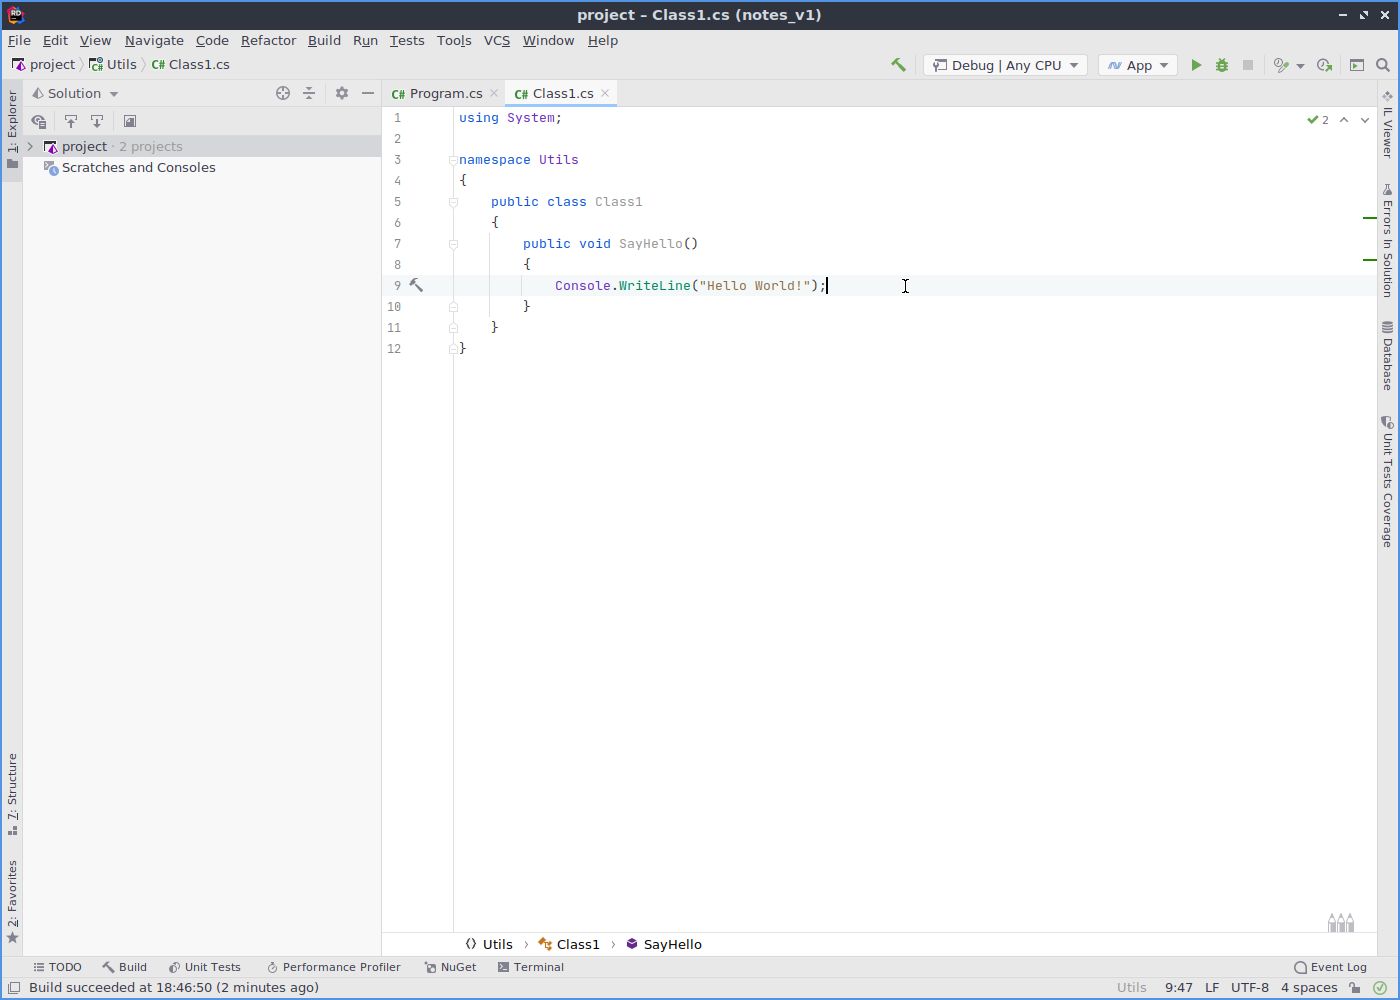 project – Class1.cs (notes_v1)
File Edit View Navigate Code Refactor Build Run Tests Tools VCS Window Help
project Utils C# Class1.cs Debug | Any CPU App
1: Explorer
Solution
C# Program.cs C# Class1.cs
project · 2 projects
Scratches and Consoles
2
1 using System;
2
3 namespace Utils
4 {
5 public class Class1
6 {
7 public void SayHello()
8 {
9 Console.WriteLine("Hello World!");
10 }
11 }
12 }
IL Viewer
Errors In Solution
Database
Unit Tests Coverage
7: Structure
2: Favorites
Utils › Class1 › SayHello
TODO Build Unit Tests Performance Profiler NuGet Terminal Event Log
Build succeeded at 18:46:50 (2 minutes ago) Utils 9:47 LF UTF-8 4 spaces